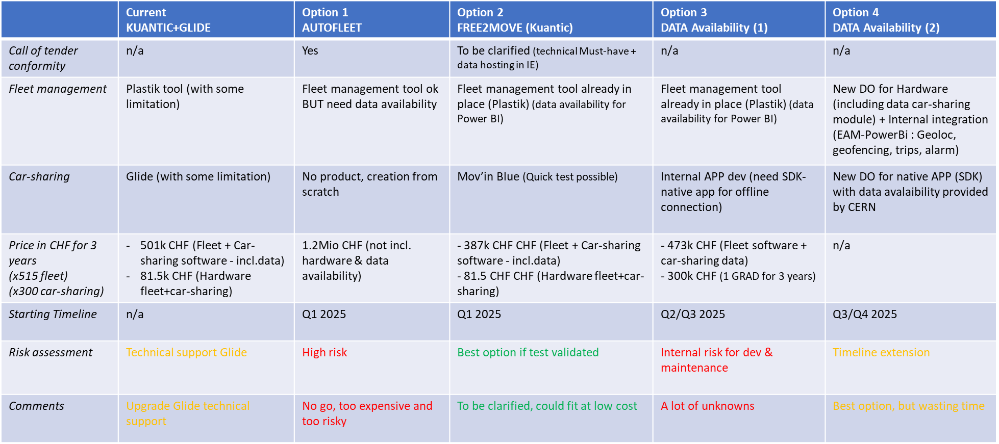 Current
KUANTIC+GLIDE
Option 1
AUTOFLEET
Option 2
FREE2MOVE (Kuantic)
Option 3
DATA Availability (1)
Option 4
DATA Availability (2)
Call of tender
conformity
n/a
Yes
To be clarified (technical Must-have +
data hosting in IE)
n/a
n/a
Fleet management
Plastik tool (with some
limitation)
Fleet management tool ok
BUT need data availability
Fleet management tool already in
place (Plastik) (data availability for
Power BI)
Fleet management tool
already in place (Plastik) (data
availability for Power BI)
New DO for Hardware
(including data car-sharing
module) + Internal integration
(EAM-PowerBi : Geoloc,
geofencing, trips, alarm)
Car-sharing
Glide (with some limitation)
No product, creation from
scratch
Mov’in Blue (Quick test possible)
Internal APP dev (need SDK-
native app for offline
connection)
New DO for native APP (SDK)
with data avalaibility provided
by CERN
Price in CHF for 3
years
(x515 fleet)
(x300 car-sharing)
- 501k CHF (Fleet + Car-
sharing software - incl.data)
- 81.5k CHF (Hardware
fleet+car-sharing)
1.2Mio CHF (not incl.
hardware & data
availability)
- 387k CHF CHF (Fleet + Car-sharing
software - incl.data)
- 81.5 CHF CHF (Hardware fleet+car-
sharing)
- 473k CHF (Fleet software +
car-sharing data)
- 300k CHF (1 GRAD for 3 years)
n/a
Starting Timeline
n/a
Q1 2025
Q1 2025
Q2/Q3 2025
Q3/Q4 2025
Risk assessment
Technical support Glide
High risk
Best option if test validated
Internal risk for dev &
maintenance
Timeline extension
Comments
Upgrade Glide technical
support
No go, too expensive and
too risky
To be clarified, could fit at low cost
A lot of unknowns
Best option, but wasting time